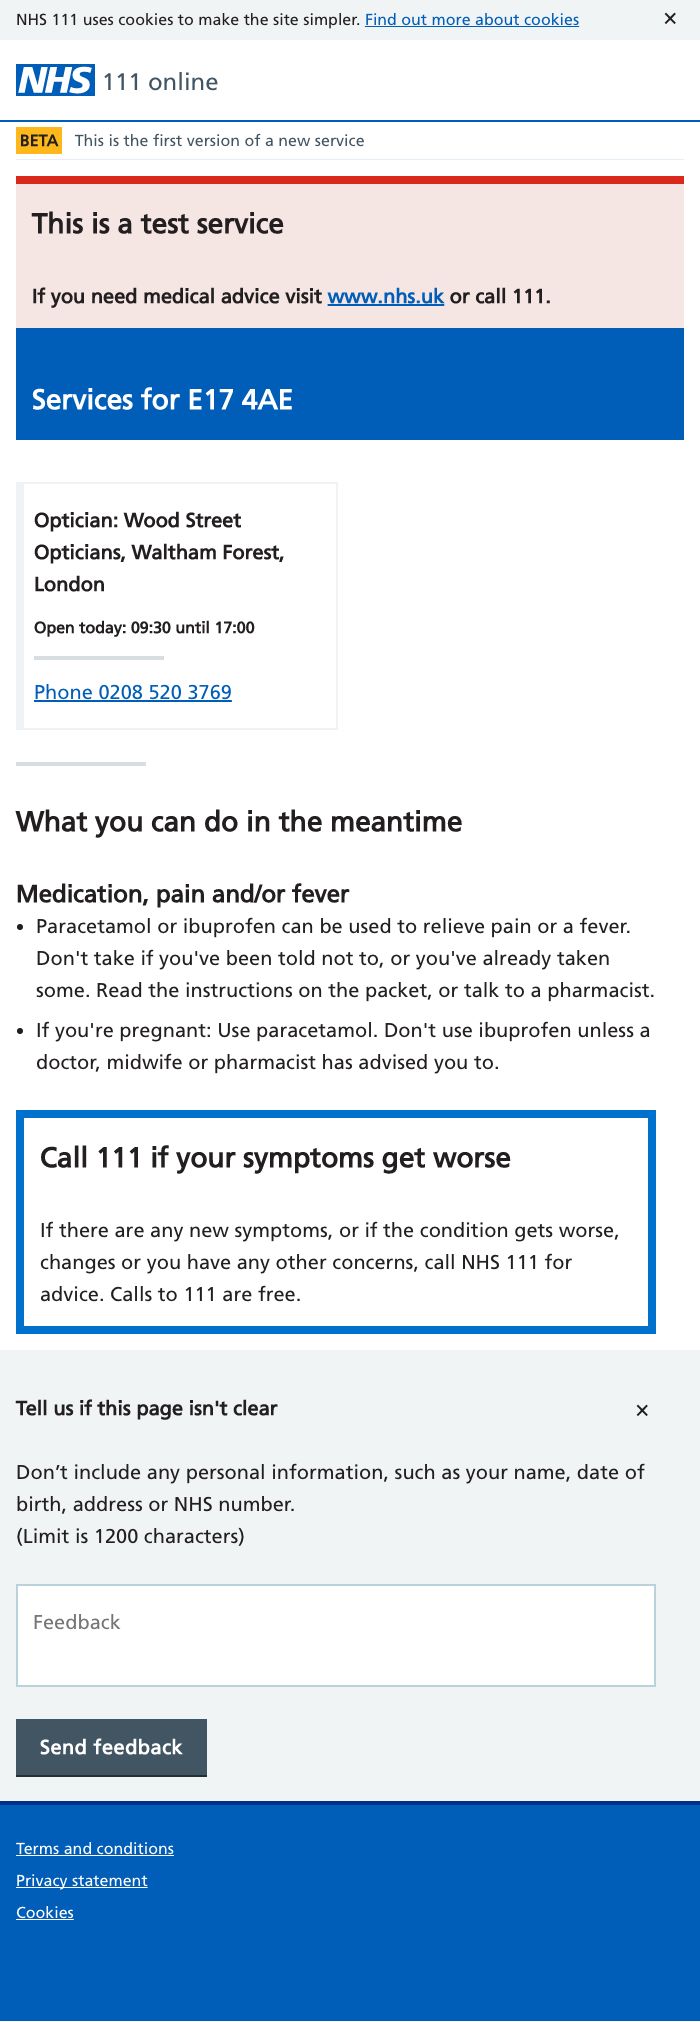 NHS 111 uses cookies to make the site simpler. Find out more about cookies ✕
NHS 111 online
BETA This is the first version of a new service
This is a test service
If you need medical advice visit www.nhs.uk or call 111.
Services for E17 4AE
Optician: Wood Street
Opticians, Waltham Forest,
London
Open today: 09:30 until 17:00
Phone 0208 520 3769
What you can do in the meantime
Medication, pain and/or fever
• Paracetamol or ibuprofen can be used to relieve pain or a fever.
Don't take if you've been told not to, or you've already taken
some. Read the instructions on the packet, or talk to a pharmacist.
• If you're pregnant: Use paracetamol. Don't use ibuprofen unless a
doctor, midwife or pharmacist has advised you to.
Call 111 if your symptoms get worse
If there are any new symptoms, or if the condition gets worse,
changes or you have any other concerns, call NHS 111 for
advice. Calls to 111 are free.
Tell us if this page isn't clear ✕
Don’t include any personal information, such as your name, date of
birth, address or NHS number.
(Limit is 1200 characters)
Feedback
Send feedback
Terms and conditions
Privacy statement
Cookies